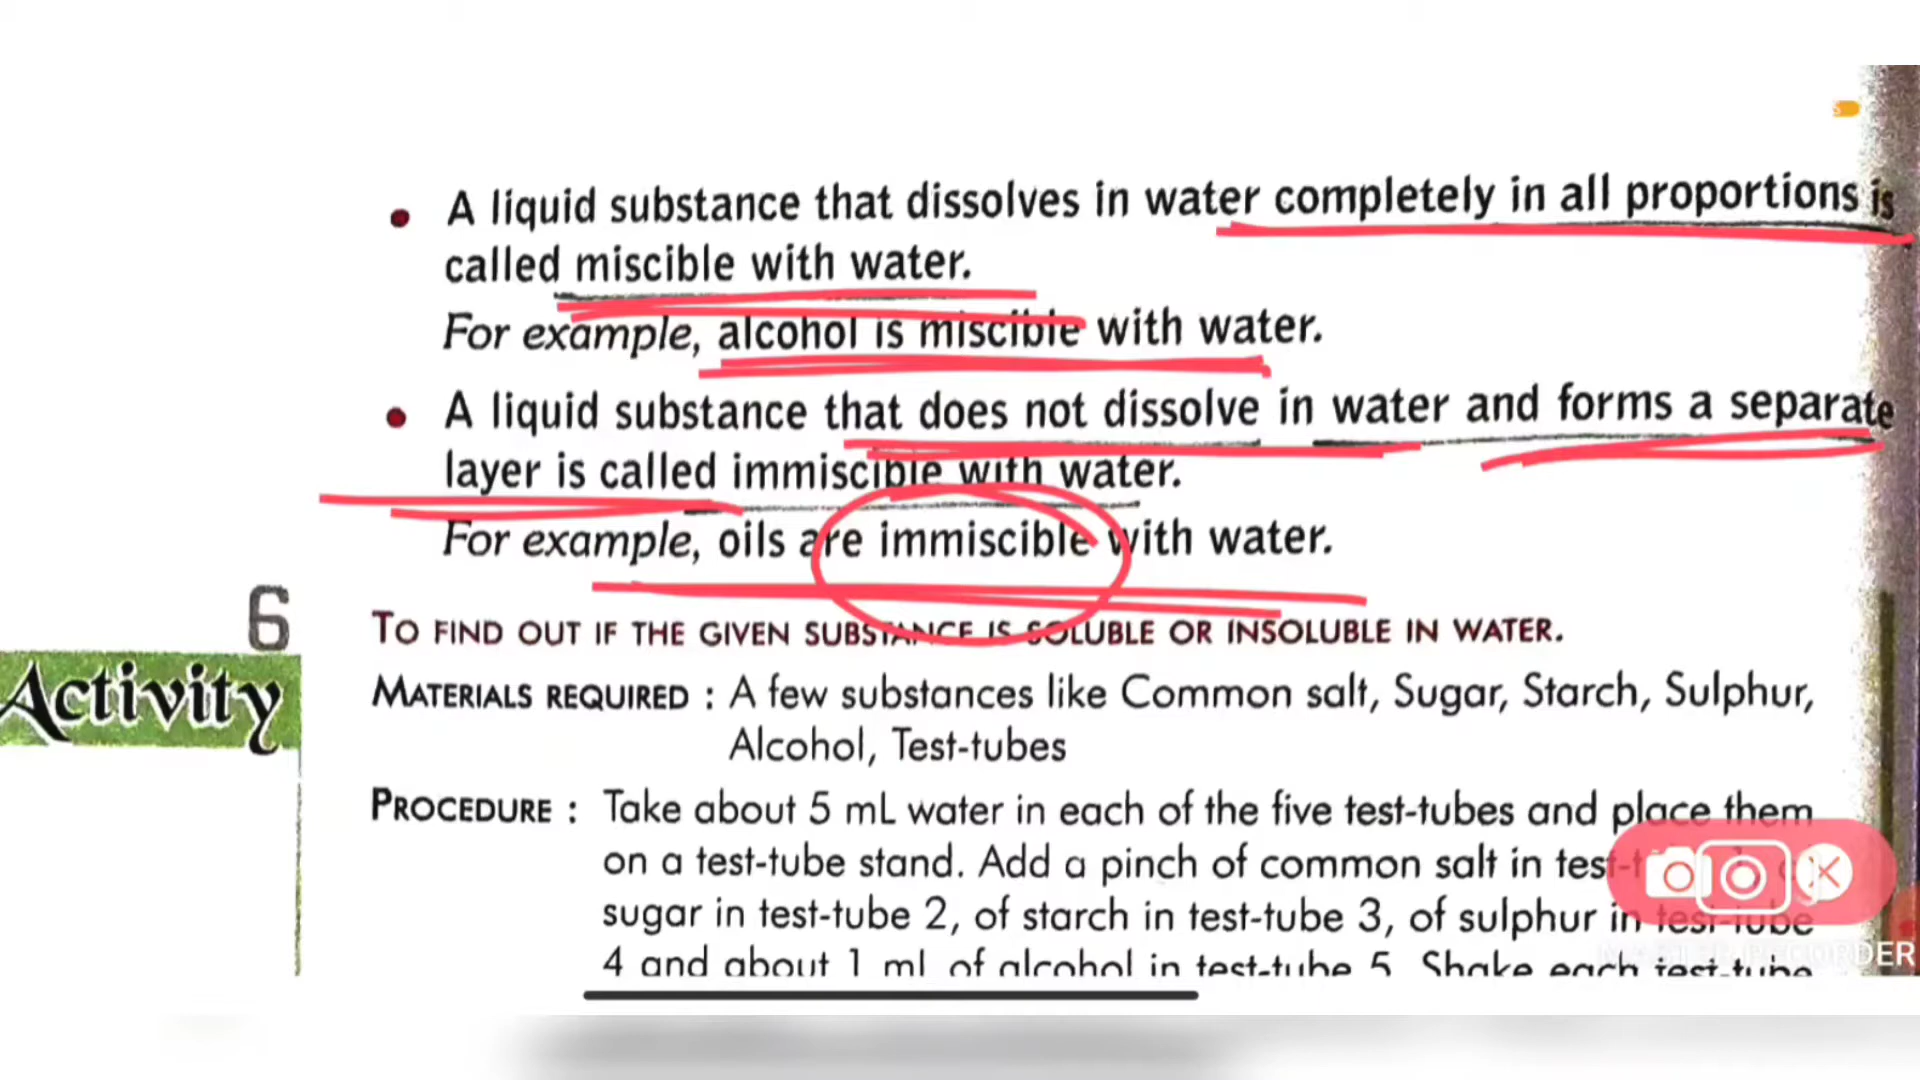 • A liquid substance that dissolves in water completely in all proportions is
called miscible with water.
For example, alcohol is miscible with water.
• A liquid substance that does not dissolve in water and forms a separate
layer is called immiscible with water.
For example, oils are immiscible with water.
6
Activity
TO FIND OUT IF THE GIVEN SUBSTANCE IS SOLUBLE OR INSOLUBLE IN WATER.
MATERIALS REQUIRED : A few substances like Common salt, Sugar, Starch, Sulphur,
Alcohol, Test-tubes
PROCEDURE : Take about 5 mL water in each of the five test-tubes and place them
on a test-tube stand. Add a pinch of common salt in
sugar in test-tube 2, of starch in test-tube 3, of sulphur in test-tube
4 and about 1 mL of alcohol in test-tube 5. Shake each test-tube
RECORDER